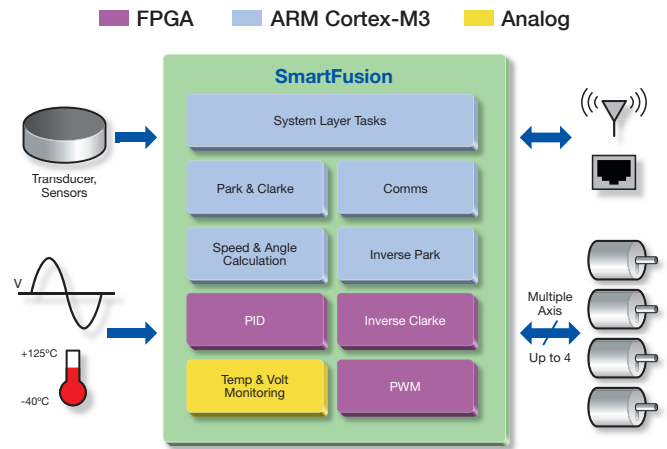 FPGA
ARM Cortex-M3
Analog
SmartFusion
System Layer Tasks
Park & Clarke
Comms
Speed & Angle
Calculation
Inverse Park
PID
Inverse Clarke
Temp & Volt
Monitoring
PWM
Transducer,
Sensors
V
+125ºC
-40ºC
Multiple
Axis
Up to 4